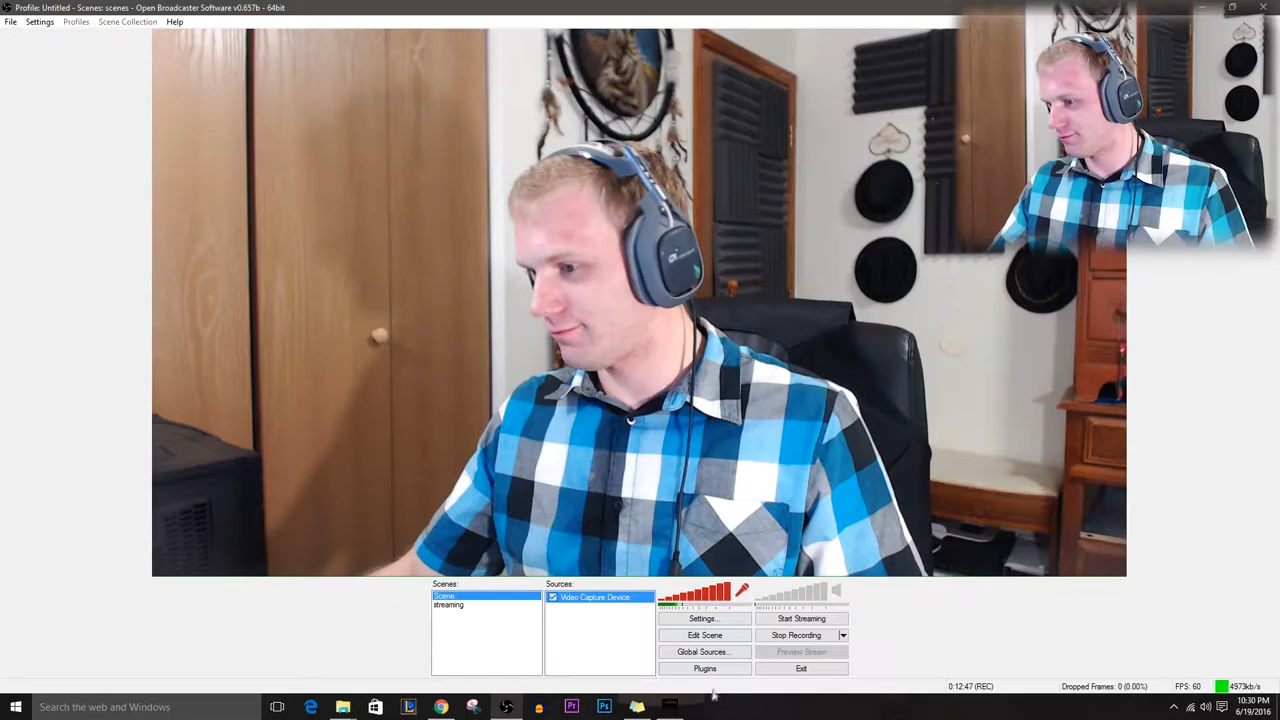 Profile: Untitled - Scenes: scenes - Open Broadcaster Software v0.657b - 64bit
File Settings Profiles Scene Collection Help
Scenes:
Scene
streaming
Sources:
Video Capture Device
Settings...
Start Streaming
Edit Scene
Stop Recording
Global Sources...
Preview Stream
Plugins
Exit
0:12:47 (REC)
Dropped Frames: 0 (0.00%)
FPS: 60
4973kb/s
Search the web and Windows
Pr
Ps
10:30 PM
6/19/2016